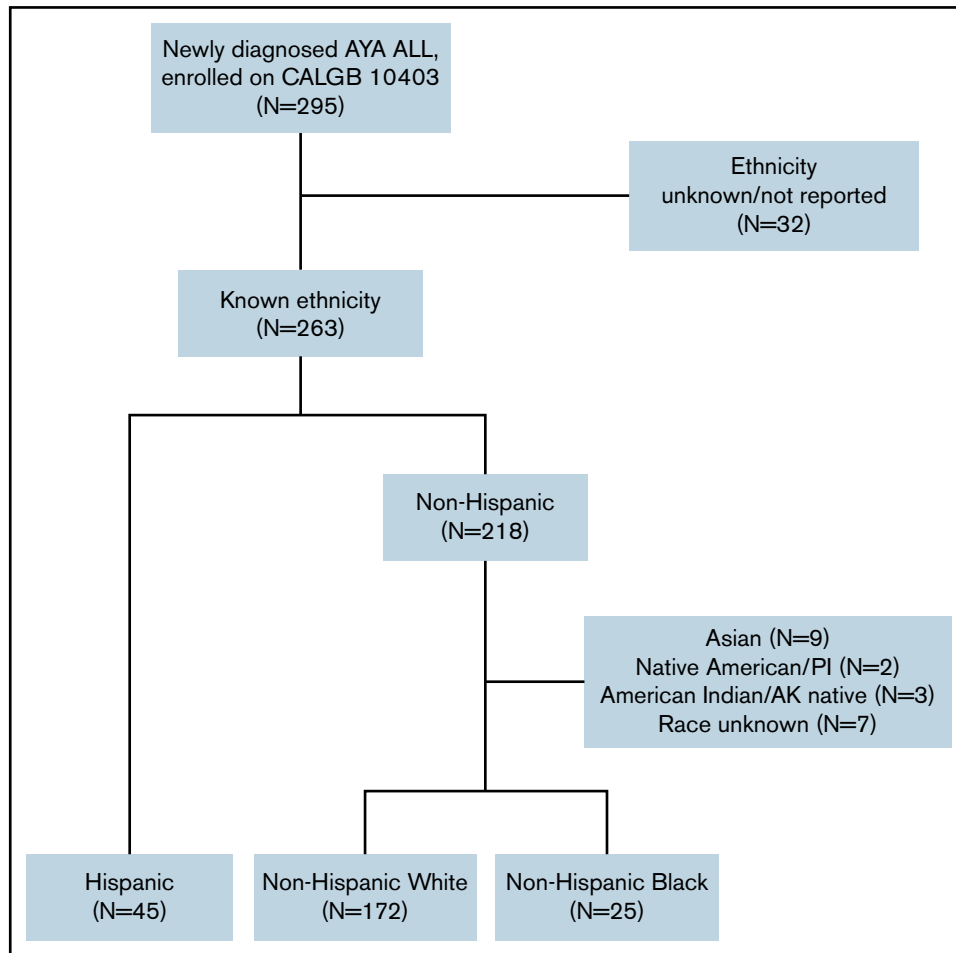 Newly diagnosed AYA ALL,
enrolled on CALGB 10403
(N=295)
Ethnicity
unknown/not reported
(N=32)
Known ethnicity
(N=263)
Non-Hispanic
(N=218)
Asian (N=9)
Native American/PI (N=2)
American Indian/AK native (N=3)
Race unknown (N=7)
Hispanic
(N=45)
Non-Hispanic White
(N=172)
Non-Hispanic Black
(N=25)